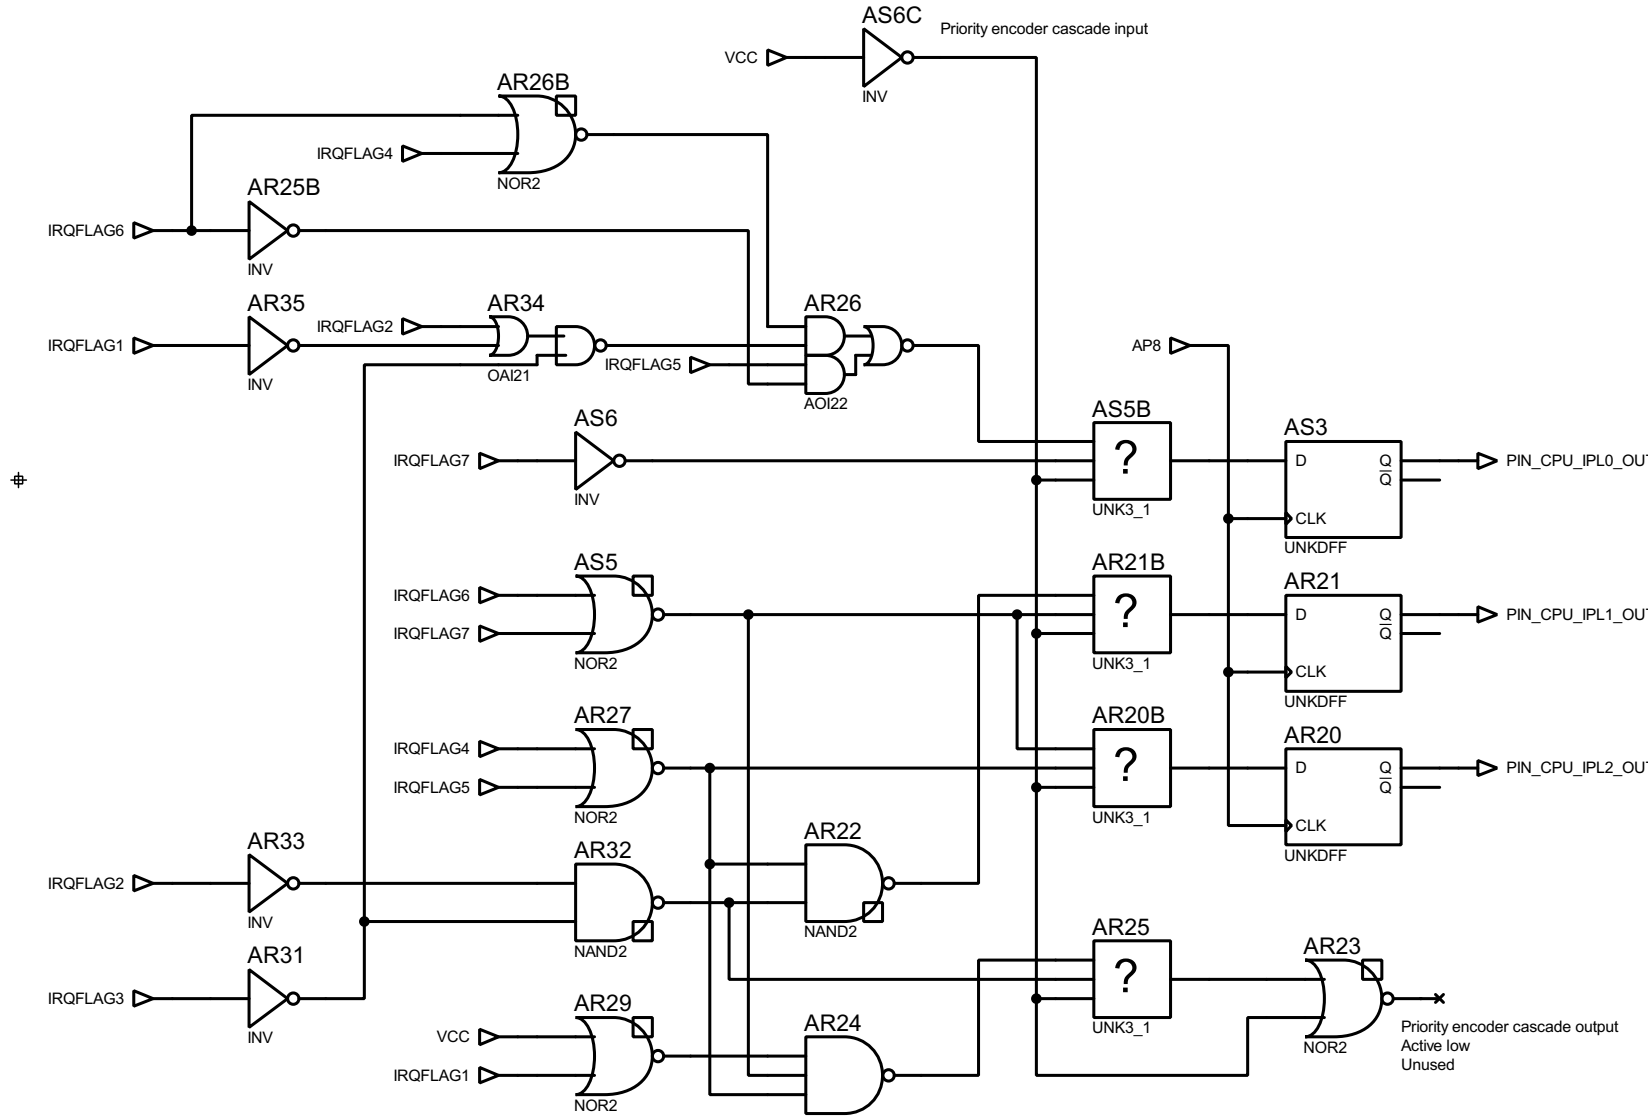 AS6C
Priority encoder cascade input
VCC
INV
AR26B
IRQFLAG4
NOR2
AR25B
IRQFLAG6
INV
AR35
AR34
AR26
IRQFLAG2
IRQFLAG1
AP8
IRQFLAG5
INV
OAI21
AOI22
AS6
AS5B
AS3
IRQFLAG7
?
D
Q
PIN_CPU_IPL0_OUT
Q
INV
UNK3_1
CLK
UNKDFF
AS5
AR21B
AR21
IRQFLAG6
?
D
Q
PIN_CPU_IPL1_OUT
IRQFLAG7
Q
NOR2
UNK3_1
CLK
UNKDFF
AR27
AR20B
AR20
IRQFLAG4
?
D
Q
PIN_CPU_IPL2_OUT
IRQFLAG5
Q
NOR2
UNK3_1
CLK
UNKDFF
AR33
AR32
AR22
IRQFLAG2
INV
NAND2
NAND2
AR25
AR23
AR31
?
IRQFLAG3
INV
UNK3_1
NOR2
AR29
AR24
VCC
IRQFLAG1
NOR2
Priority encoder cascade output
Active low
Unused